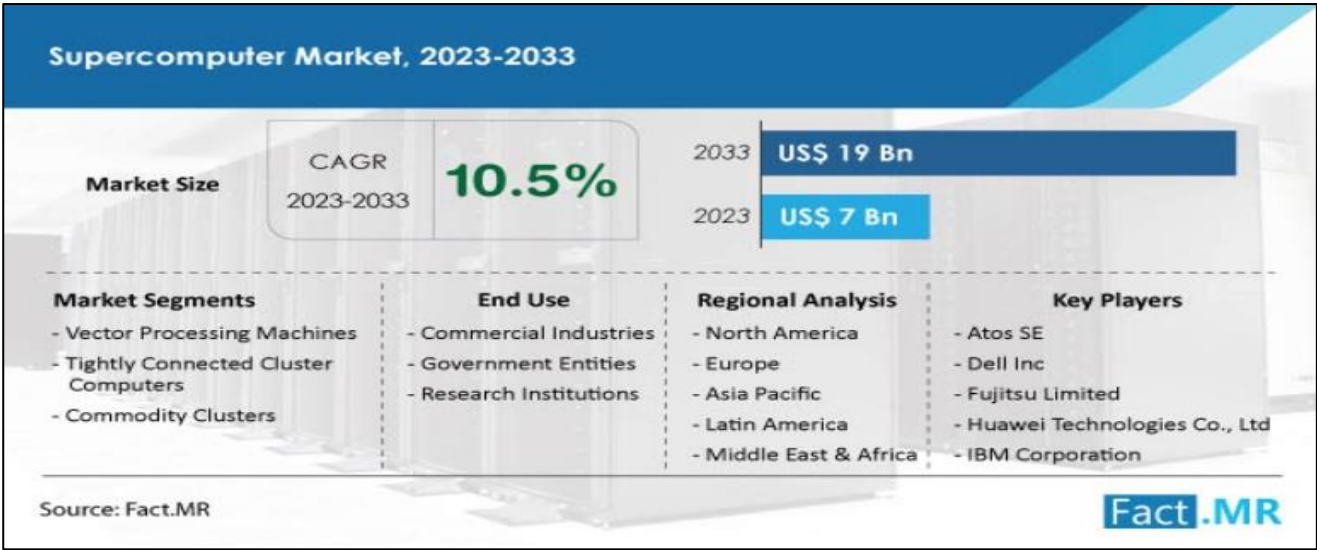 Supercomputer Market, 2023-2033
Market Size
CAGR
2023-2033
10.5%
2033
US$ 19 Bn
2023
US$ 7 Bn
Market Segments
- Vector Processing Machines
- Tightly Connected Cluster
Computers
- Commodity Clusters
End Use
- Commercial Industries
- Government Entities
- Research Institutions
Regional Analysis
- North America
- Europe
- Asia Pacific
- Latin America
- Middle East & Africa
Key Players
- Atos SE
- Dell Inc
- Fujitsu Limited
- Huawei Technologies Co., Ltd
- IBM Corporation
Source: Fact.MR
Fact.MR